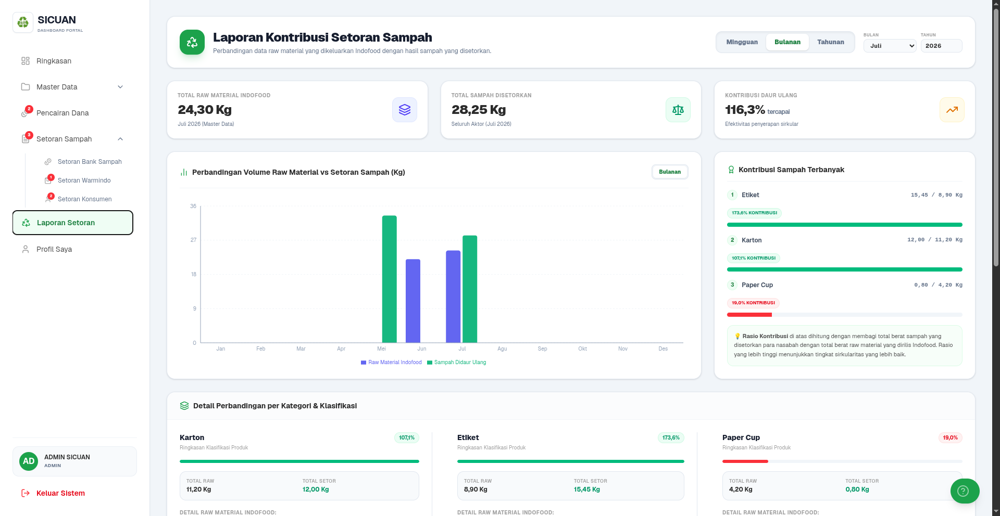 SICUAN
DASHBOARD PORTAL
Ringkasan
Master Data
2
Pencairan Dana
3
Setoran Sampah
Setoran Bank Sampah
1
Setoran Warmindo
2
Setoran Konsumen
Laporan Setoran
Profil Saya
AD
ADMIN SICUAN
ADMIN
Keluar Sistem
Laporan Kontribusi Setoran Sampah
Perbandingan data raw material yang dikeluarkan Indofood dengan hasil sampah yang disetorkan.
Mingguan
Bulanan
Tahunan
BULAN
Juli
TAHUN
2026
TOTAL RAW MATERIAL INDOFOOD
24,30 Kg
Juli 2026 (Master Data)
TOTAL SAMPAH DISETORKAN
28,25 Kg
Seluruh Aktor (Juli 2026)
KONTRIBUSI DAUR ULANG
116,3% tercapai
Efektivitas penyerapan sirkular
Perbandingan Volume Raw Material vs Setoran Sampah (Kg)
Bulanan
36
27
18
9
0
Jan Feb Mar Apr Mei Jun Jul Agu Sep Okt Nov Des
Raw Material Indofood Sampah Didaur Ulang
Kontribusi Sampah Terbanyak
1 Etiket 15,45 / 8,90 Kg
173,6% KONTRIBUSI
2 Karton 12,00 / 11,20 Kg
107,1% KONTRIBUSI
3 Paper Cup 0,80 / 4,20 Kg
19,0% KONTRIBUSI
💡 Rasio Kontribusi di atas dihitung dengan membagi total berat sampah yang
disetorkan para nasabah dengan total berat raw material yang dirilis Indofood. Rasio
yang lebih tinggi menunjukkan tingkat sirkularitas yang lebih baik.
Detail Perbandingan per Kategori & Klasifikasi
Karton 107,1%
Ringkasan Klasifikasi Produk
TOTAL RAW TOTAL SETOR
11,20 Kg 12,00 Kg
DETAIL RAW MATERIAL INDOFOOD:
Etiket 173,6%
Ringkasan Klasifikasi Produk
TOTAL RAW TOTAL SETOR
8,90 Kg 15,45 Kg
DETAIL RAW MATERIAL INDOFOOD:
Paper Cup 19,0%
Ringkasan Klasifikasi Produk
TOTAL RAW TOTAL SETOR
4,20 Kg 0,80 Kg
DETAIL RAW MATERIAL INDOFOOD: